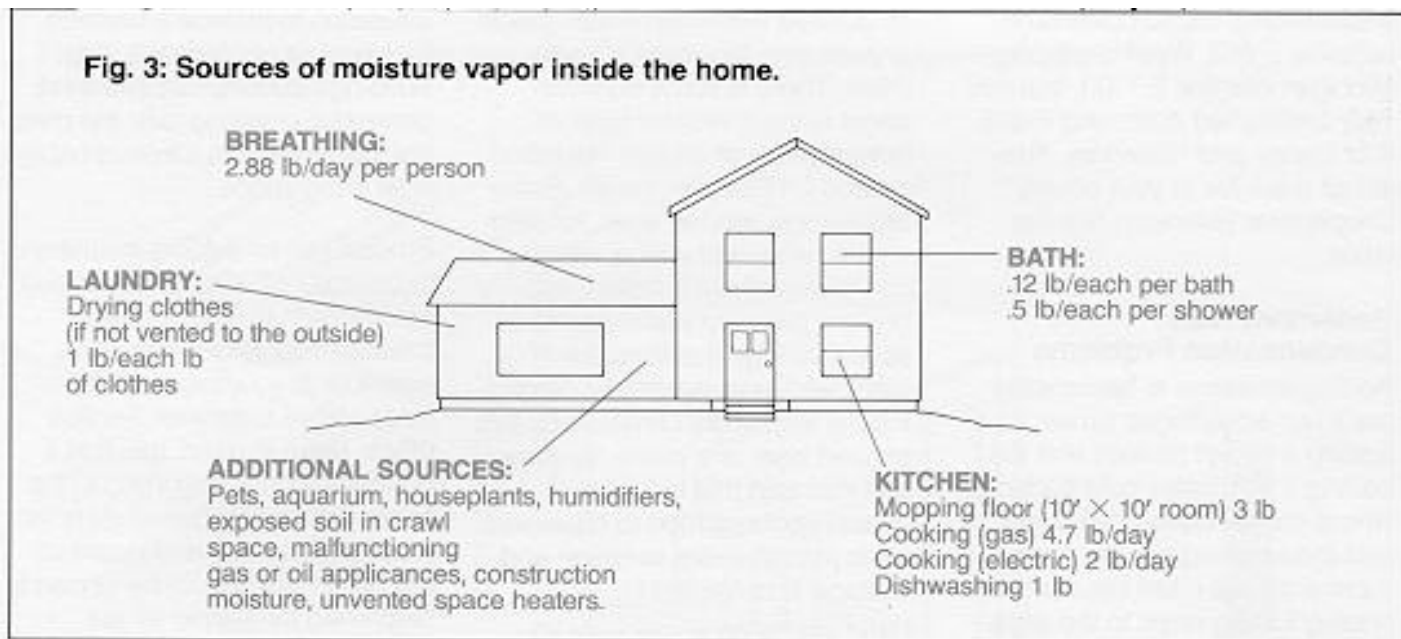 Fig. 3: Sources of moisture vapor inside the home.
BREATHING:
2.88 lb/day per person
LAUNDRY:
Drying clothes
(if not vented to the outside)
1 lb/each lb
of clothes
BATH:
.12 lb/each per bath
.5 lb/each per shower
ADDITIONAL SOURCES:
Pets, aquarium, houseplants, humidifiers,
exposed soil in crawl
space, malfunctioning
gas or oil applicances, construction
moisture, unvented space heaters.
KITCHEN:
Mopping floor (10' × 10' room) 3 lb
Cooking (gas) 4.7 lb/day
Cooking (electric) 2 lb/day
Dishwashing 1 lb